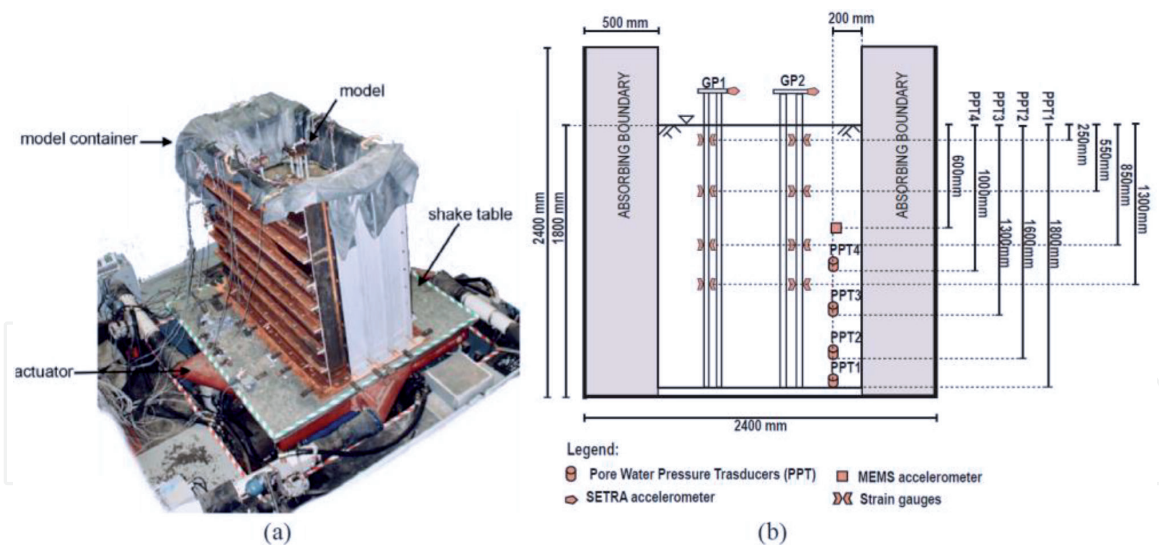 model
model container
shake table
actuator
(a)
500 mm
200 mm
ABSORBING BOUNDARY
GP1
GP2
ABSORBING BOUNDARY
PPT4
PPT3
PPT2
PPT1
250mm
550mm
850mm
1300mm
600mm
1000mm
1300mm
1600mm
1800mm
2400 mm
1800 mm
PPT4
PPT3
PPT2
PPT1
2400 mm
Legend:
Pore Water Pressure Trasducers (PPT)
MEMS accelerometer
SETRA accelerometer
Strain gauges
(b)